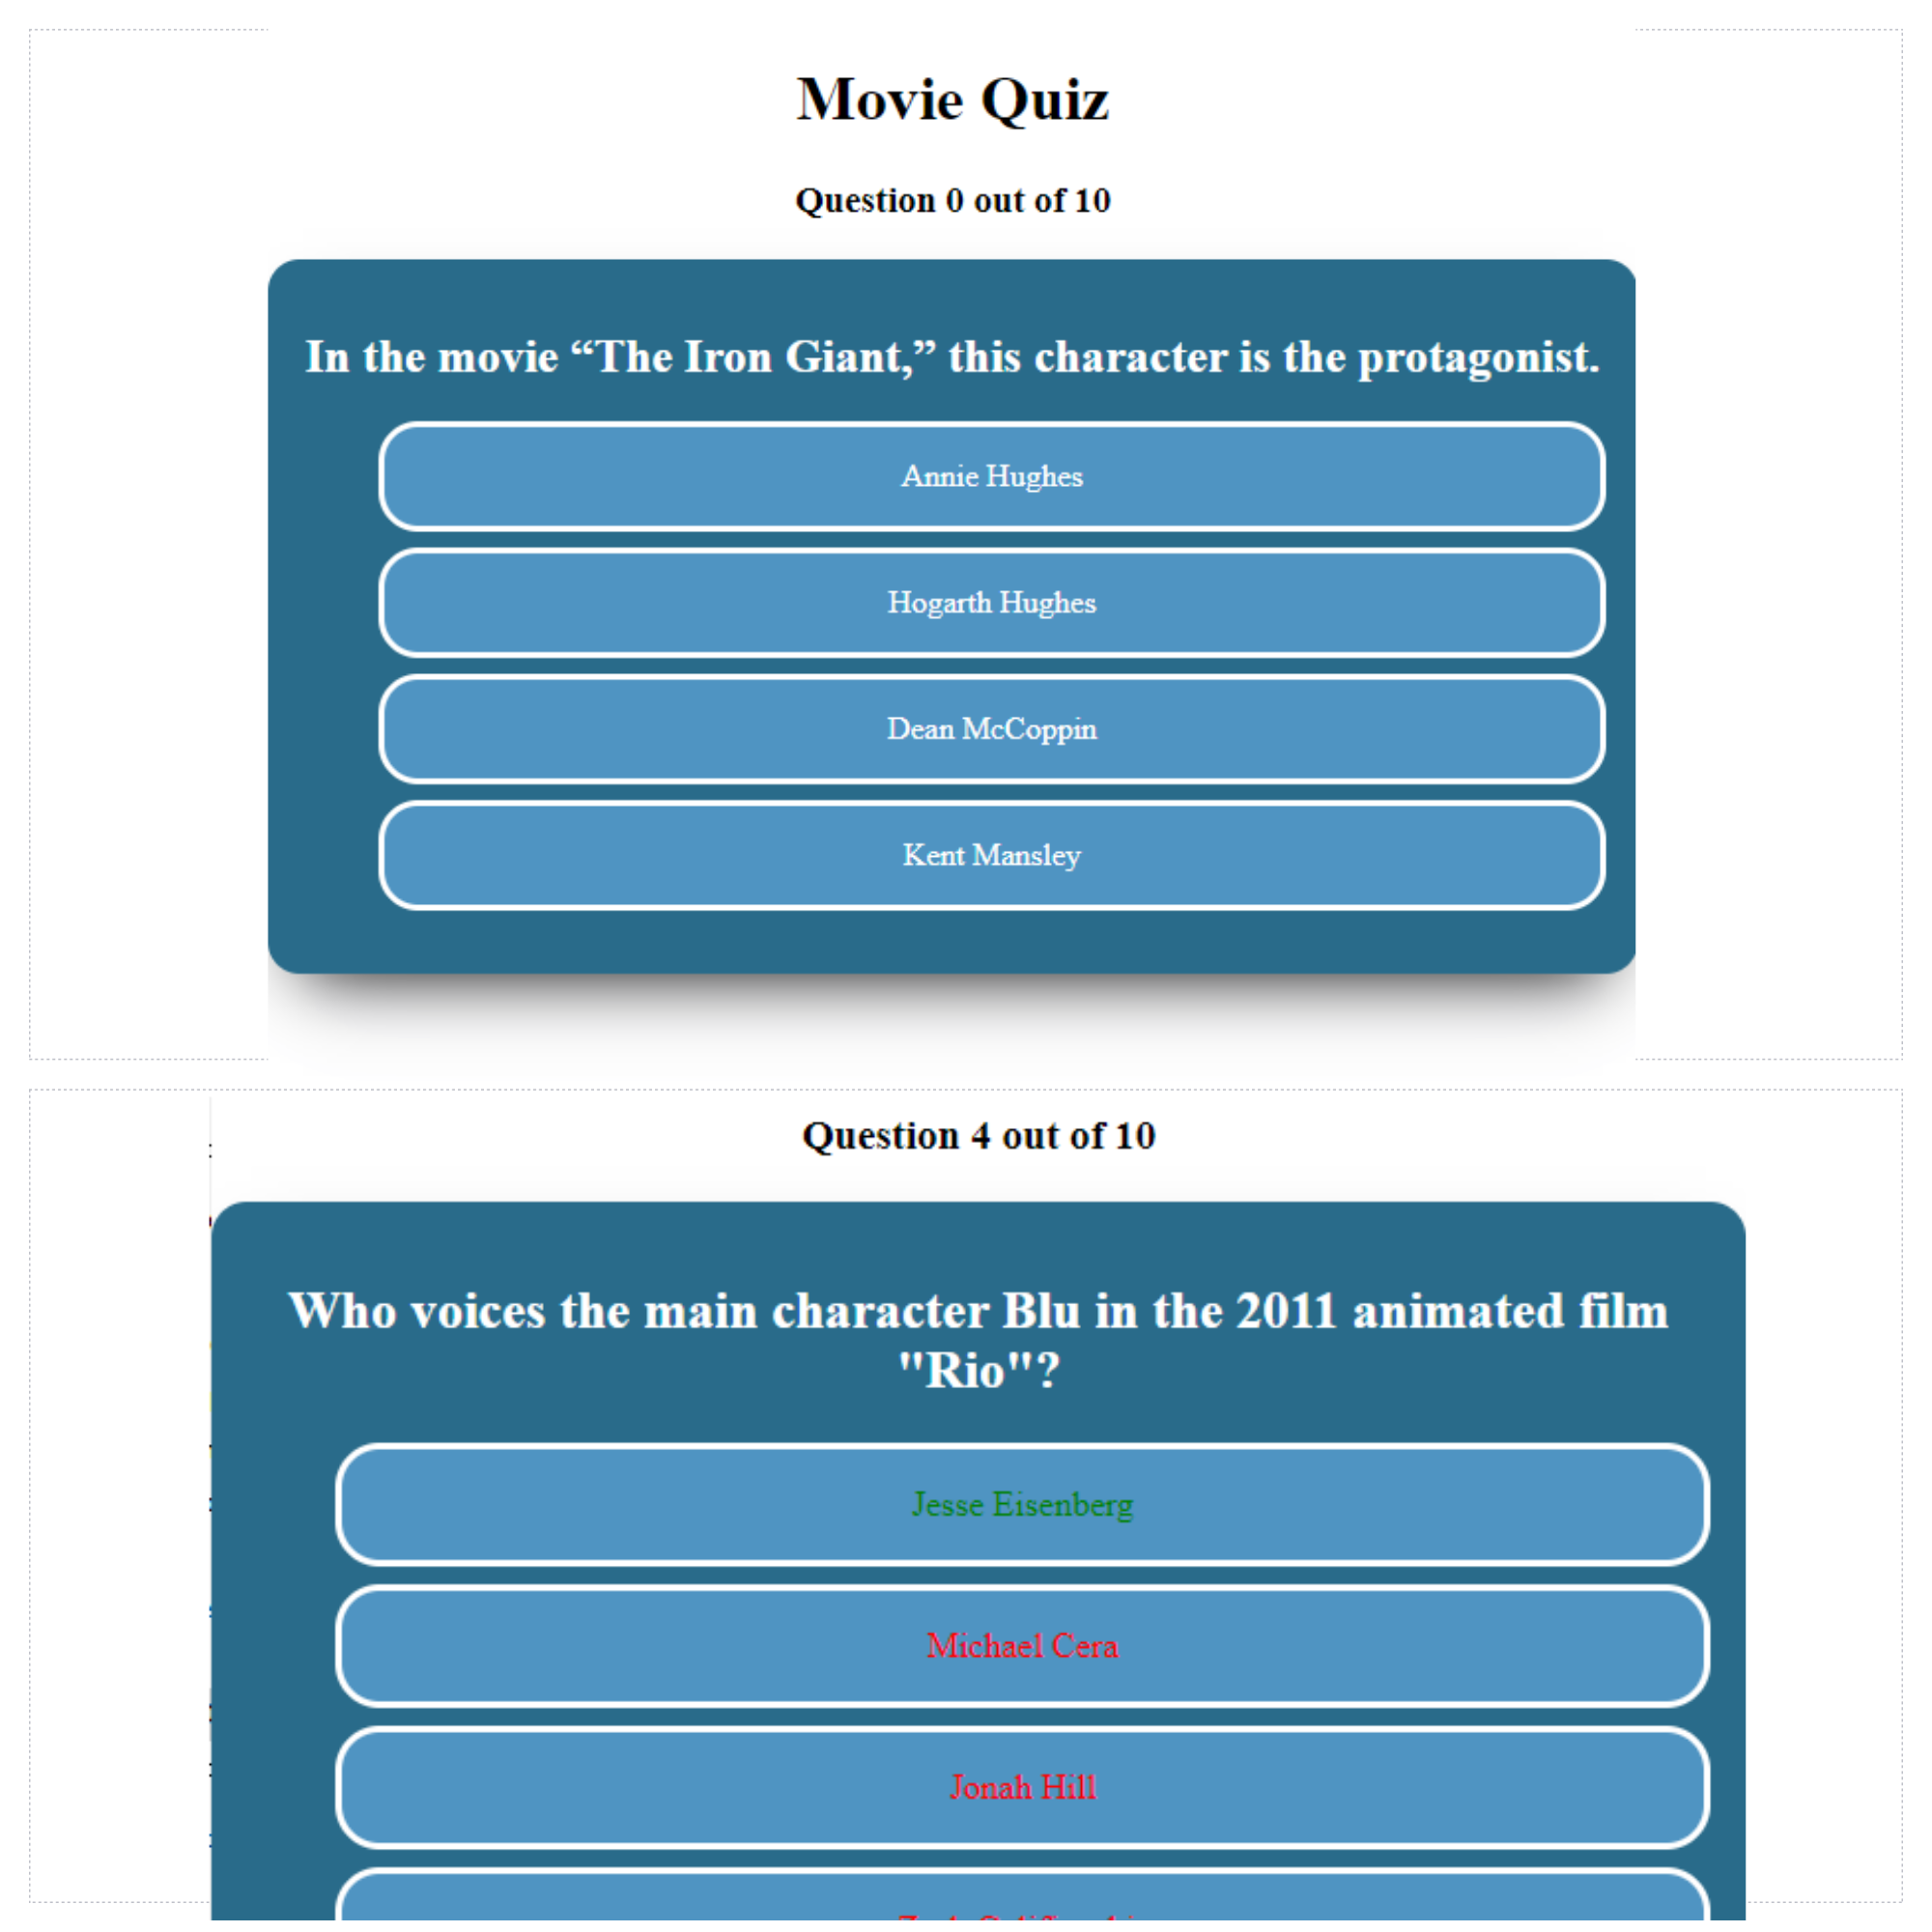 Movie Quiz
Question 0 out of 10
In the movie “The Iron Giant,” this character is the protagonist.
Annie Hughes
Hogarth Hughes
Dean McCoppin
Kent Mansley
Question 4 out of 10
Who voices the main character Blu in the 2011 animated film
"Rio"?
Jesse Eisenberg
Michael Cera
Jonah Hill